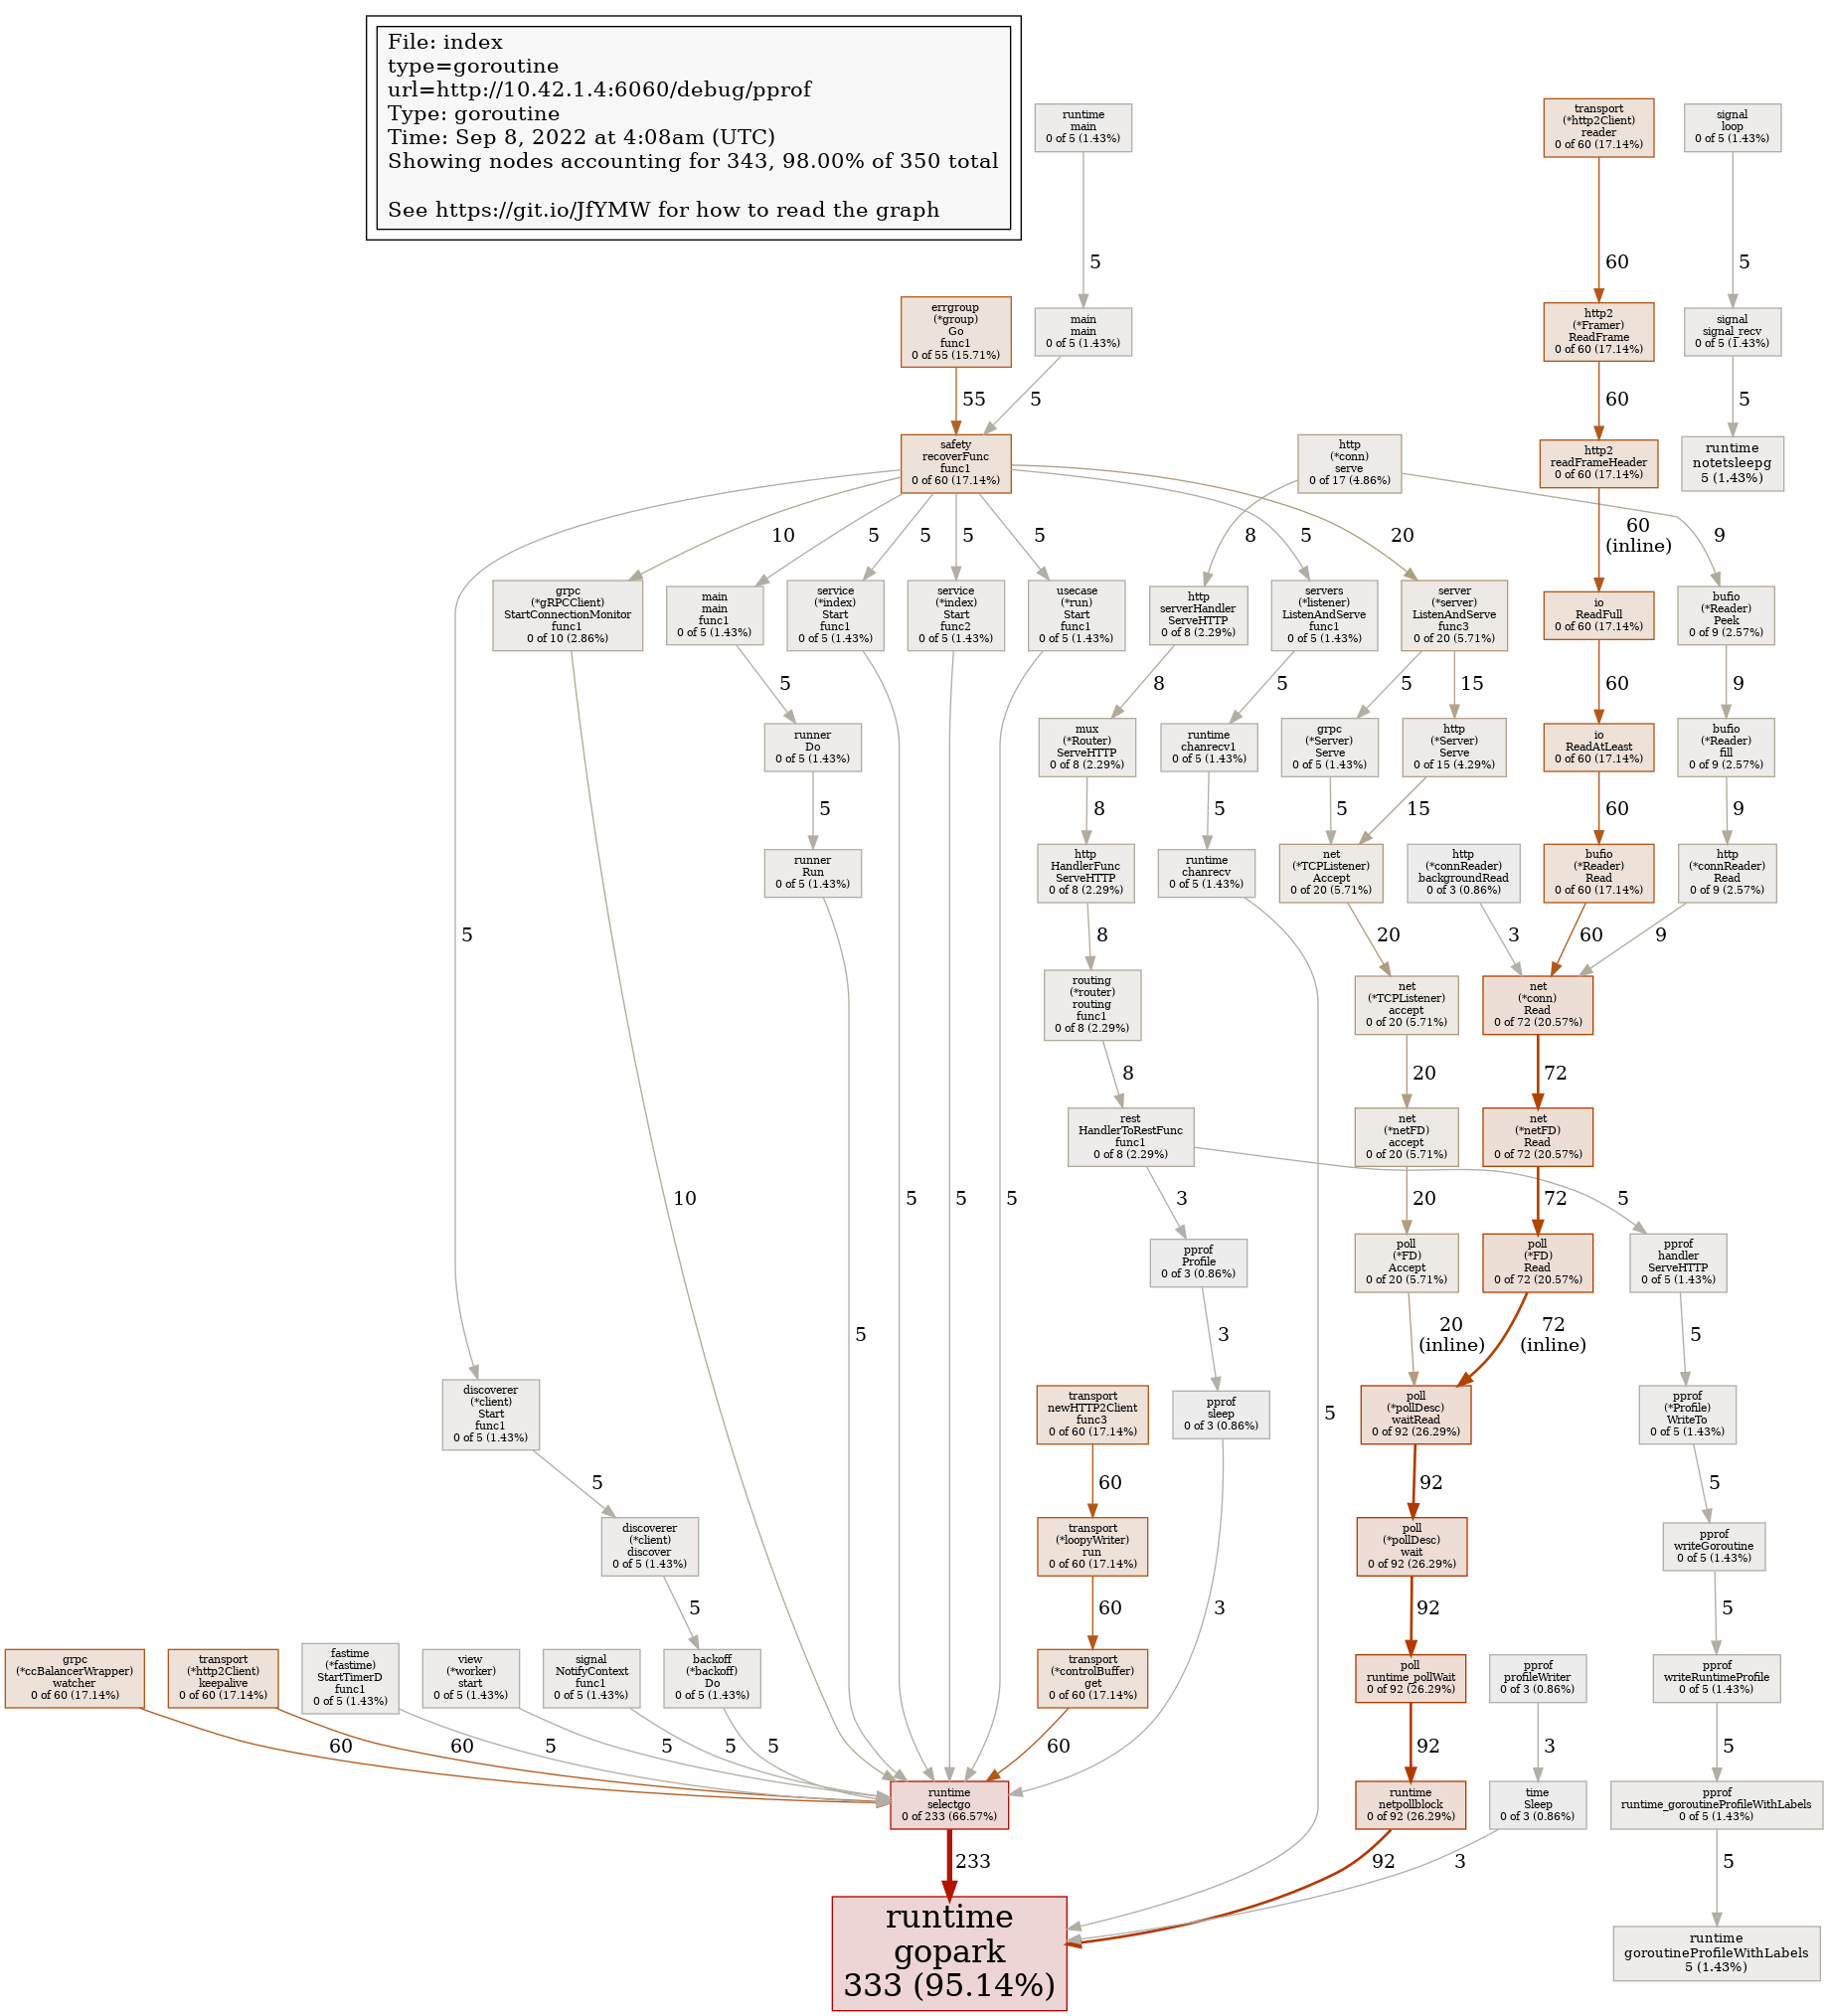 File: index
type=goroutine
url=http://10.42.1.4:6060/debug/pprof
Type: goroutine
Time: Sep 8, 2022 at 4:08am (UTC)
Showing nodes accounting for 343, 98.00% of 350 total
See https://git.io/JfYMW for how to read the graph
runtime
main
0 of 5 (1.43%)
transport
(*http2Client)
reader
0 of 60 (17.14%)
signal
loop
0 of 5 (1.43%)
5
60
5
errgroup
(*group)
Go
func1
0 of 55 (15.71%)
main
main
0 of 5 (1.43%)
http2
(*Framer)
ReadFrame
0 of 60 (17.14%)
signal
signal_recv
0 of 5 (1.43%)
55
5
60
5
safety
recoverFunc
func1
0 of 60 (17.14%)
http
(*conn)
serve
0 of 17 (4.86%)
http2
readFrameHeader
0 of 60 (17.14%)
runtime
notetsleepg
5 (1.43%)
10
5
5
5
5
8
5
20
60
(inline)
9
grpc
(*gRPCClient)
StartConnectionMonitor
func1
0 of 10 (2.86%)
main
main
func1
0 of 5 (1.43%)
service
(*index)
Start
func1
0 of 5 (1.43%)
service
(*index)
Start
func2
0 of 5 (1.43%)
usecase
(*run)
Start
func1
0 of 5 (1.43%)
http
serverHandler
ServeHTTP
0 of 8 (2.29%)
servers
(*listener)
ListenAndServe
func1
0 of 5 (1.43%)
server
(*server)
ListenAndServe
func3
0 of 20 (5.71%)
io
ReadFull
0 of 60 (17.14%)
bufio
(*Reader)
Peek
0 of 9 (2.57%)
5
8
5
5
15
60
9
runner
Do
0 of 5 (1.43%)
mux
(*Router)
ServeHTTP
0 of 8 (2.29%)
runtime
chanrecv1
0 of 5 (1.43%)
grpc
(*Server)
Serve
0 of 5 (1.43%)
http
(*Server)
Serve
0 of 15 (4.29%)
io
ReadAtLeast
0 of 60 (17.14%)
bufio
(*Reader)
fill
0 of 9 (2.57%)
5
8
5
5
15
60
9
runner
Run
0 of 5 (1.43%)
http
HandlerFunc
ServeHTTP
0 of 8 (2.29%)
runtime
chanrecv
0 of 5 (1.43%)
net
(*TCPListener)
Accept
0 of 20 (5.71%)
http
(*connReader)
backgroundRead
0 of 3 (0.86%)
bufio
(*Reader)
Read
0 of 60 (17.14%)
http
(*connReader)
Read
0 of 9 (2.57%)
5
8
20
3
60
9
routing
(*router)
routing
func1
0 of 8 (2.29%)
net
(*TCPListener)
accept
0 of 20 (5.71%)
net
(*conn)
Read
0 of 72 (20.57%)
8
20
72
rest
HandlerToRestFunc
func1
0 of 8 (2.29%)
net
(*netFD)
accept
0 of 20 (5.71%)
net
(*netFD)
Read
0 of 72 (20.57%)
10
5
5
5
3
20
72
5
pprof
Profile
0 of 3 (0.86%)
poll
(*FD)
Accept
0 of 20 (5.71%)
poll
(*FD)
Read
0 of 72 (20.57%)
pprof
handler
ServeHTTP
0 of 5 (1.43%)
5
3
20
(inline)
72
(inline)
5
discoverer
(*client)
Start
func1
0 of 5 (1.43%)
transport
newHTTP2Client
func3
0 of 60 (17.14%)
pprof
sleep
0 of 3 (0.86%)
5
poll
(*pollDesc)
waitRead
0 of 92 (26.29%)
pprof
(*Profile)
WriteTo
0 of 5 (1.43%)
5
60
92
5
discoverer
(*client)
discover
0 of 5 (1.43%)
transport
(*loopyWriter)
run
0 of 60 (17.14%)
poll
(*pollDesc)
wait
0 of 92 (26.29%)
pprof
writeGoroutine
0 of 5 (1.43%)
5
60
3
92
5
grpc
(*ccBalancerWrapper)
watcher
0 of 60 (17.14%)
transport
(*http2Client)
keepalive
0 of 60 (17.14%)
fastime
(*fastime)
StartTimerD
func1
0 of 5 (1.43%)
view
(*worker)
start
0 of 5 (1.43%)
signal
NotifyContext
func1
0 of 5 (1.43%)
backoff
(*backoff)
Do
0 of 5 (1.43%)
transport
(*controlBuffer)
get
0 of 60 (17.14%)
poll
runtime_pollWait
0 of 92 (26.29%)
pprof
profileWriter
0 of 3 (0.86%)
pprof
writeRuntimeProfile
0 of 5 (1.43%)
60
60
5
5
5
5
60
92
3
5
runtime
selectgo
0 of 233 (66.57%)
runtime
netpollblock
0 of 92 (26.29%)
time
Sleep
0 of 3 (0.86%)
pprof
runtime_goroutineProfileWithLabels
0 of 5 (1.43%)
233
92
3
5
runtime
gopark
333 (95.14%)
runtime
goroutineProfileWithLabels
5 (1.43%)